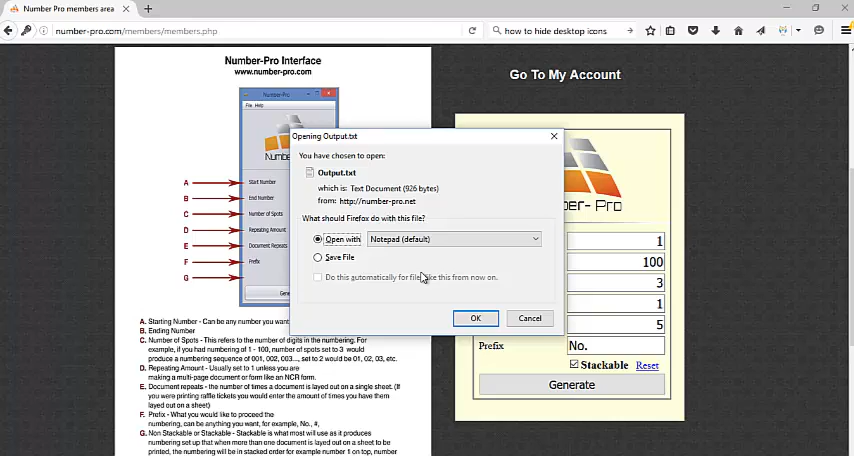 Number Pro members area
number-pro.com/members/members.php
how to hide desktop icons
Number-Pro Interface
www.number-pro.com
Number-Pro
File Help
A
Start Number
B
End Number
C
Number of Spots
D
Repeating Amount
E
Document Repeats
F
Prefix
G
A. Starting Number - Can be any number you want
B. Ending Number
C. Number of Spots - This refers to the number of digits in the numbering. For
example, if you had numbering of 1 - 100, number of spots set to 3 would
produce a numbering sequence of 001, 002, 003..., set to 2 would be 01, 02, 03, etc.
D. Repeating Amount - Usually set to 1 unless you are
making a multi-page document or form like an NCR form.
E. Document repeats - the number of times a document is layed out on a single sheet. (If
you were printing raffle tickets you would enter the amount of times you have them
layed out on a sheet)
F. Prefix - What you would like to proceed the
numbering, can be anything you want, for example, No., #,
G. Non Stackable or Stackable - Stackable is what most will use as it produces
numbering set up that when more than one document is layed out on a sheet to be
printed, the numbering will be in stacked order for example number 1 on top, number
Opening Output.txt
You have chosen to open:
Output.txt
which is: Text Document (926 bytes)
from: http://number-pro.net
What should Firefox do with this file?
Open with
Notepad (default)
Save File
Do this automatically for files like this from now on.
OK
Cancel
Go To My Account
1
100
3
1
5
Prefix
No.
Stackable
Reset
Generate